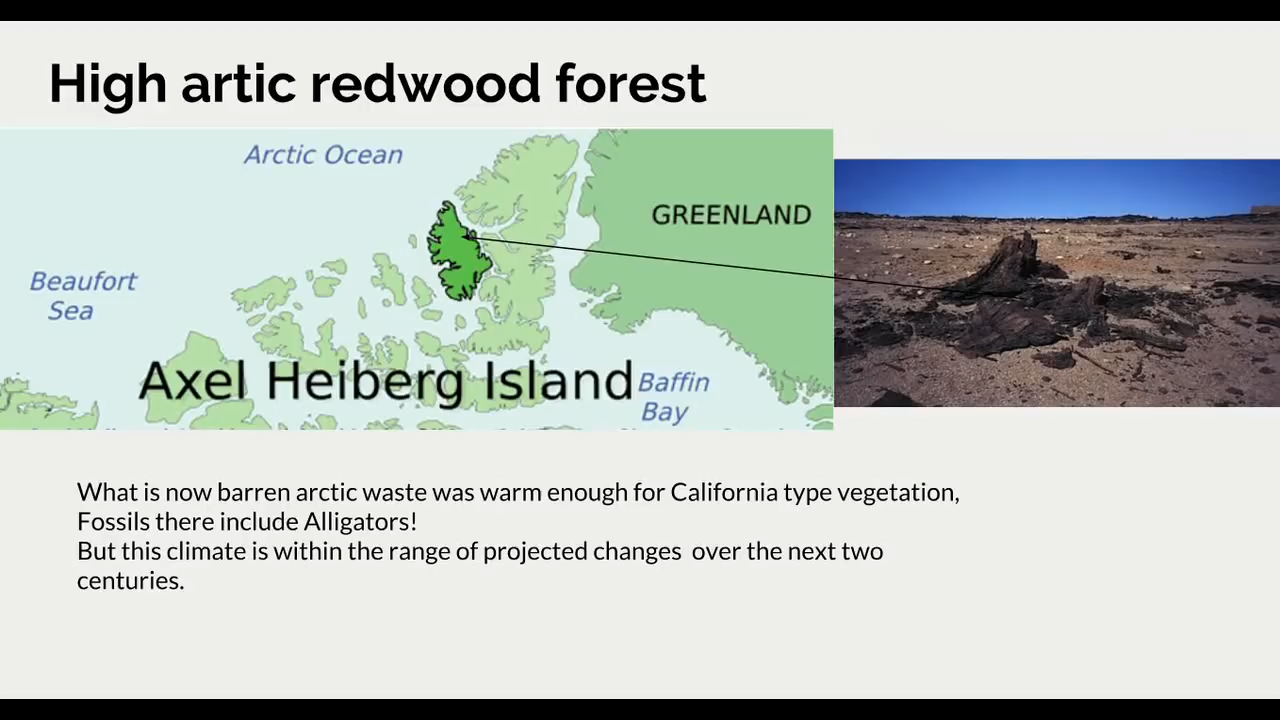 High artic redwood forest
Arctic Ocean
GREENLAND
Beaufort
Sea
Axel Heiberg Island
Baffin
Bay
What is now barren arctic waste was warm enough for California type vegetation,
Fossils there include Alligators!
But this climate is within the range of projected changes  over the next two
centuries.